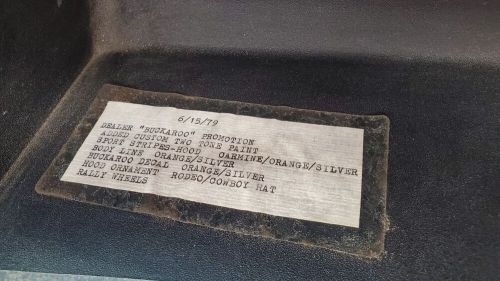 6/15/79
DEALER "BUCKAROO" PROMOTION
ADDED CUSTOM TWO TONE PAINT
SPORT STRIPES-HOOD CARMINE/ORANGE/SILVER
BODY LINE ORANGE/SILVER
BUCKAROO DECAL ORANGE/SILVER
HOOD ORNAMENT RODEO/COWBOY HAT
RALLY WHEELS